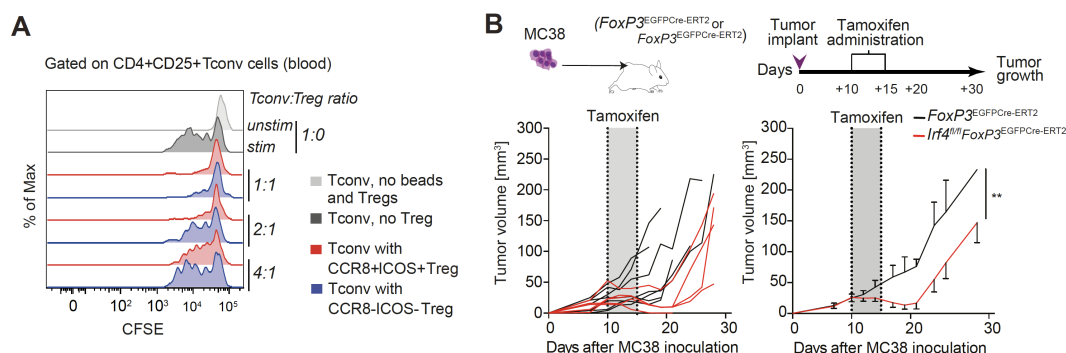 A
Gated on CD4+CD25+Tconv cells (blood)
Tconv:Treg ratio
unstim
stim
1:0
1:1
2:1
4:1
% of Max
0
10²
10³
10⁴
10⁵
CFSE
Tconv, no beads
and Tregs
Tconv, no Treg
Tconv with
CCR8+ICOS+Treg
Tconv with
CCR8-ICOS-Treg
B
MC38
(FoxP3EGFPCre-ERT2 or
FoxP3EGFPCre-ERT2)
Tumor
implant
Tamoxifen
administration
Days
0
+10
+15
+20
+30
Tumor
growth
Tamoxifen
Tumor volume [mm³]
300
250
200
150
100
50
0
0
10
20
30
Days after MC38 inoculation
Tamoxifen
FoxP3EGFPCre-ERT2
Irf4fl/flFoxP3EGFPCre-ERT2
Tumor volume [mm³]
300
250
200
150
100
50
0
**
0
10
20
30
Days after MC38 inoculation